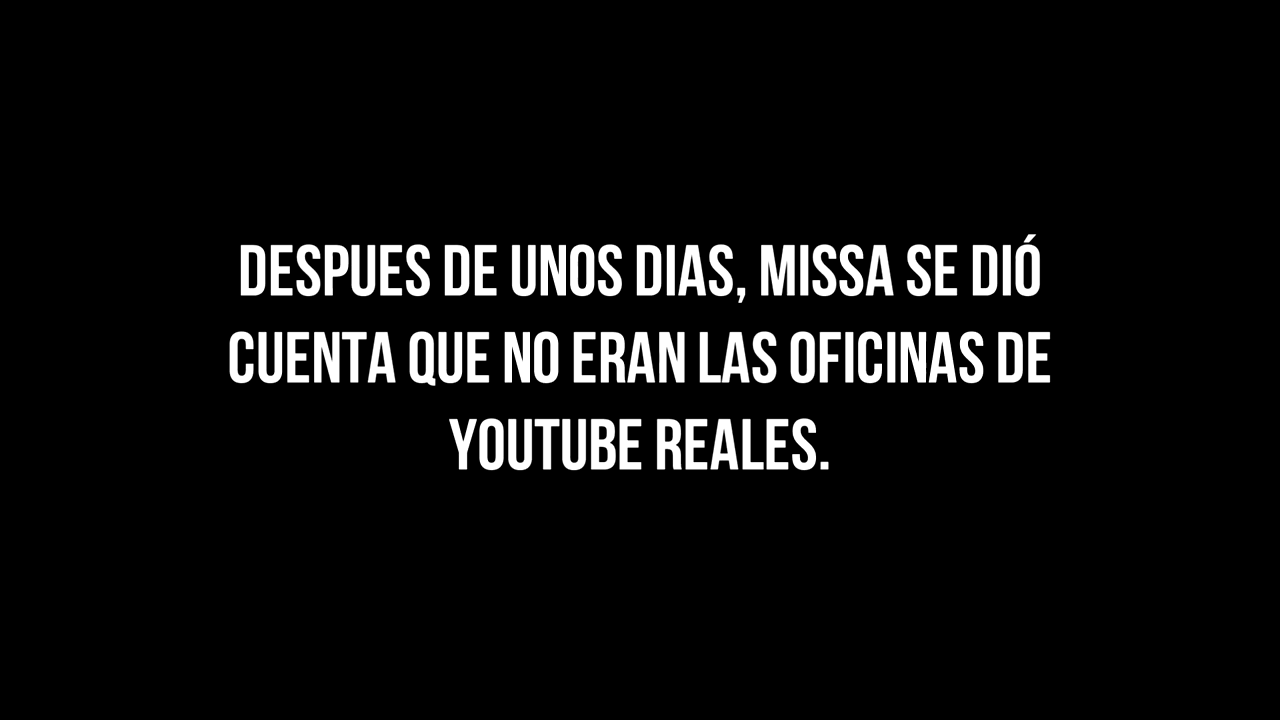 DESPUES DE UNOS DIAS, MISSA SE DIÓ
CUENTA QUE NO ERAN LAS OFICINAS DE
YOUTUBE REALES.